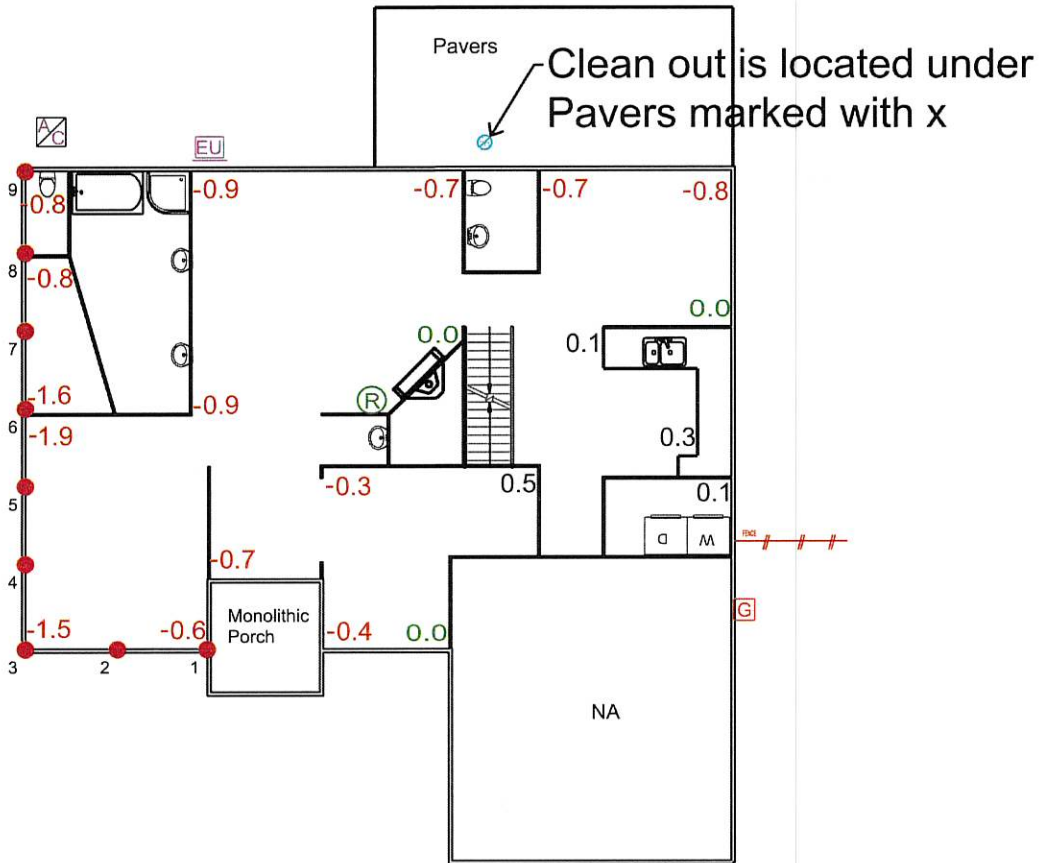 Pavers
Clean out is located under
Pavers marked with x
A/C
EU
9
-0.8
-0.9
-0.7
-0.7
-0.8
8
-0.8
0.0
0.0
0.1
7
-1.6
-0.9
R
6
-1.9
0.3
-0.3
0.5
0.1
5
D
W
FENCE
-0.7
4
G
Monolithic
Porch
-1.5
-0.6
-0.4
0.0
3
2
1
NA